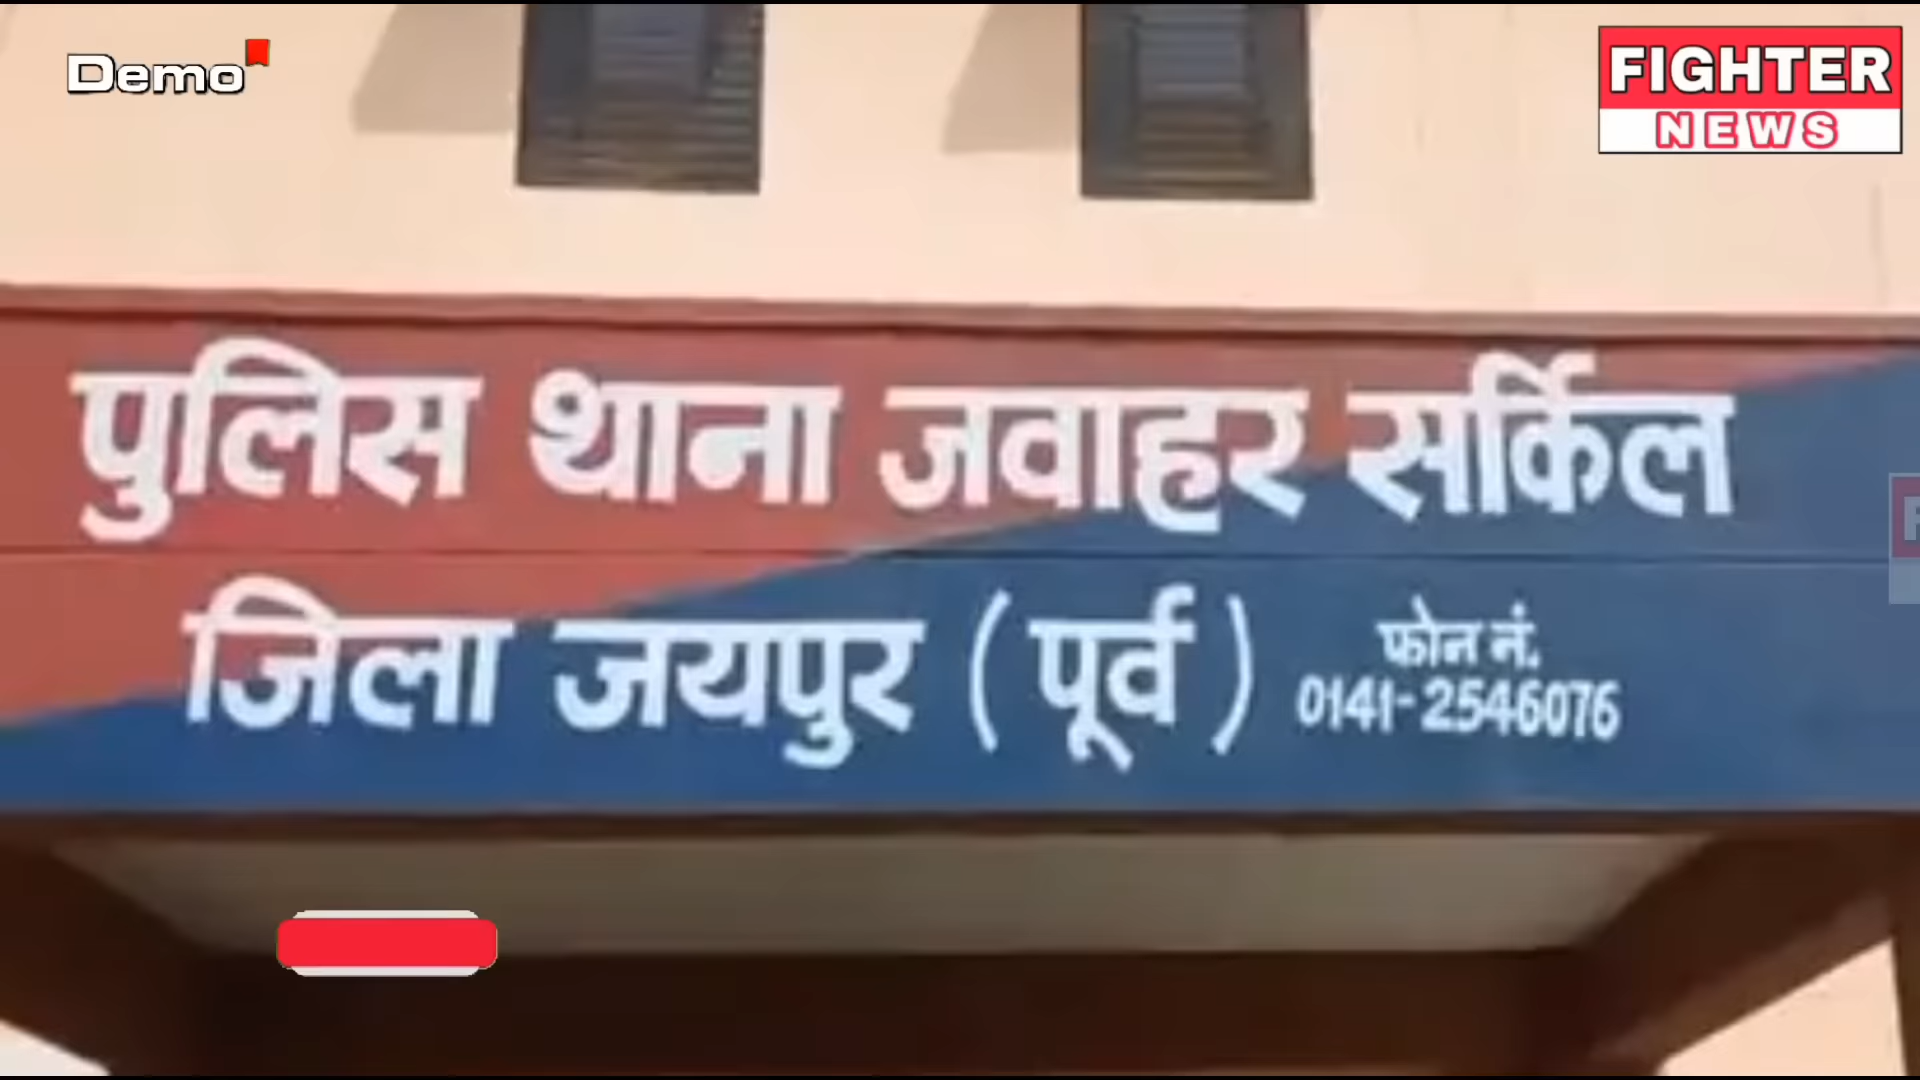 Demo
FIGHTER
NEWS
पुलिस थाना जवाहर सर्किल
जिला जयपुर (पूर्व) फोन नं.
0141-2546076